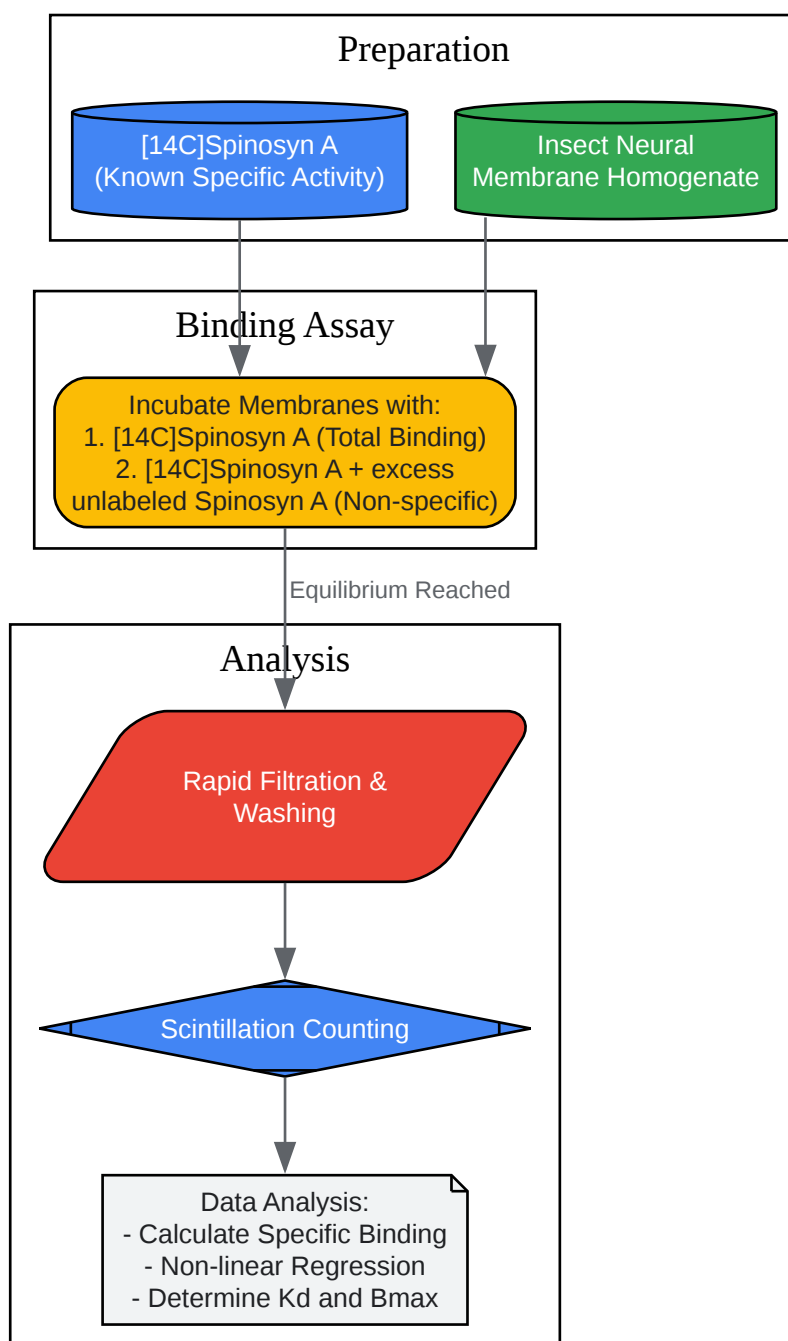 Preparation
[14C]Spinosyn A
(Known Specific Activity)
Insect Neural
Membrane Homogenate
Binding Assay
Incubate Membranes with:
1. [14C]Spinosyn A (Total Binding)
2. [14C]Spinosyn A + excess
unlabeled Spinosyn A (Non-specific)
Equilibrium Reached
Analysis
Rapid Filtration &
Washing
Scintillation Counting
Data Analysis:
- Calculate Specific Binding
- Non-linear Regression
- Determine Kd and Bmax